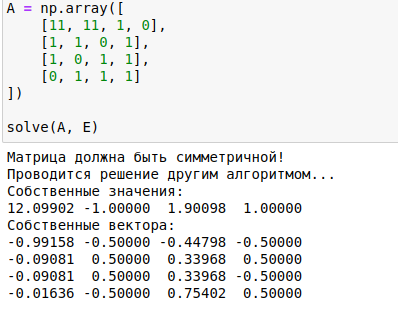 A = np.array([
    [11, 11, 1, 0],
    [1, 1, 0, 1],
    [1, 0, 1, 1],
    [0, 1, 1, 1]
])
solve(A, E)
Матрица должна быть симметричной!
Проводится решение другим алгоритмом...
Собственные значения:
12.09902 -1.00000  1.90098  1.00000
Собственные вектора:
-0.99158 -0.50000 -0.44798 -0.50000
-0.09081  0.50000  0.33968  0.50000
-0.09081  0.50000  0.33968 -0.50000
-0.01636 -0.50000  0.75402  0.50000